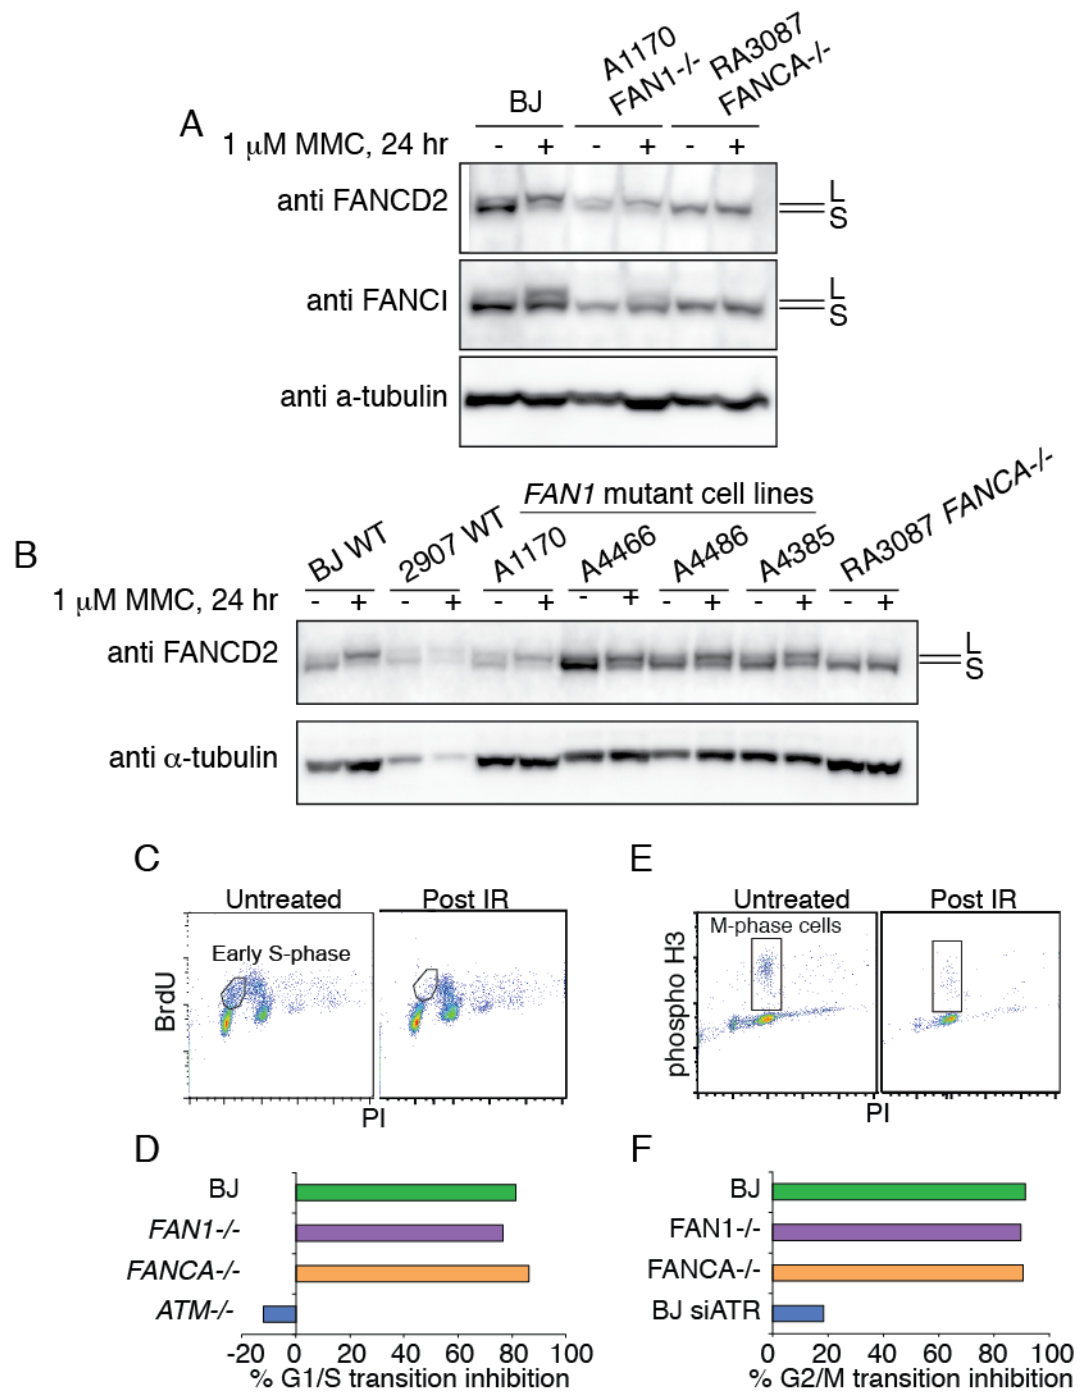 A
BJ
A1170
FAN1-/-
RA3087
FANCA-/-
1 μM MMC, 24 hr - + - + - +
anti FANCD2
L
S
anti FANCI
L
S
anti a-tubulin
B
FAN1 mutant cell lines
BJ WT
2907 WT
A1170
A4466
A4486
A4385
RA3087 FANCA-/-
1 μM MMC, 24 hr - + - + - + - + - + - + - +
anti FANCD2
L
S
anti α-tubulin
C
Untreated
Post IR
Early S-phase
BrdU
PI
E
Untreated
Post IR
M-phase cells
phospho H3
PI
D
BJ
FAN1-/-
FANCA-/-
ATM-/-
-20 0 20 40 60 80 100
% G1/S transition inhibition
F
BJ
FAN1-/-
FANCA-/-
BJ siATR
0 20 40 60 80 100
% G2/M transition inhibition